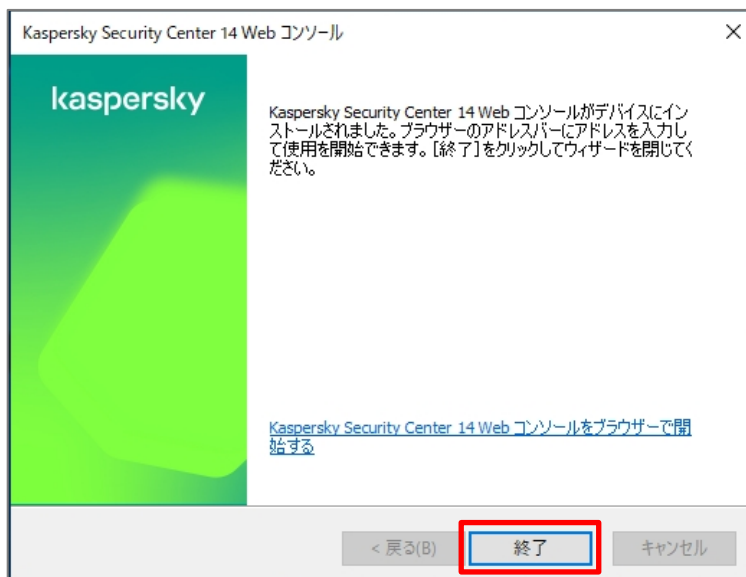 Kaspersky Security Center 14 Web コンソール
kaspersky
Kaspersky Security Center 14 Web コンソールがデバイスにイン
ストールされました。ブラウザーのアドレスバーにアドレスを入力し
て使用を開始できます。[終了]をクリックしてウィザードを閉じてく
ださい。
Kaspersky Security Center 14 Web コンソールをブラウザーで開
始する
< 戻る(B)
終了
キャンセル